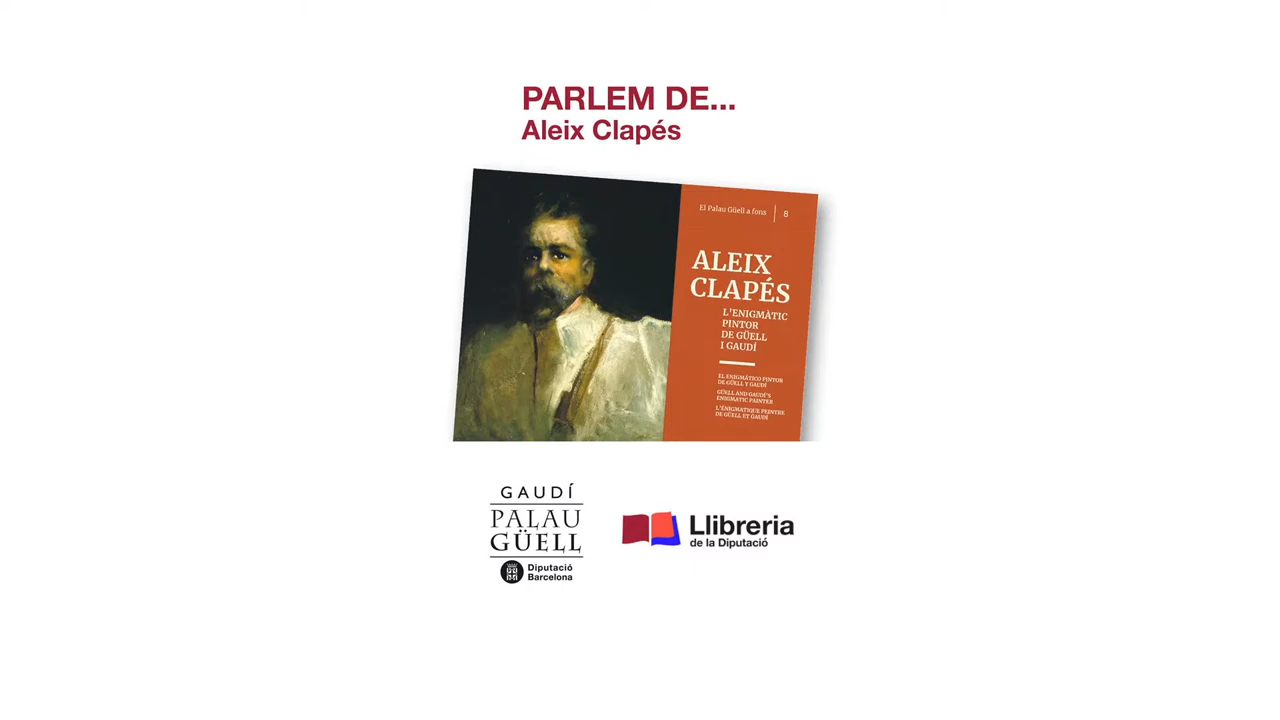 PARLEM DE...
Aleix Clapés
El Palau Güell a fons | 8
ALEIX
CLAPÉS
L'ENIGMÀTIC
PINTOR
DE GÜELL
I GAUDÍ
EL ENIGMÁTICO PINTOR
DE GÜELL Y GAUDÍ
GÜELL AND GAUDÍ'S
ENIGMATIC PAINTER
L'ÉNIGMATIQUE PEINTRE
DE GÜELL ET GAUDÍ
GAUDÍ
PALAU
GÜELL
Diputació
Barcelona
Llibreria
de la Diputació